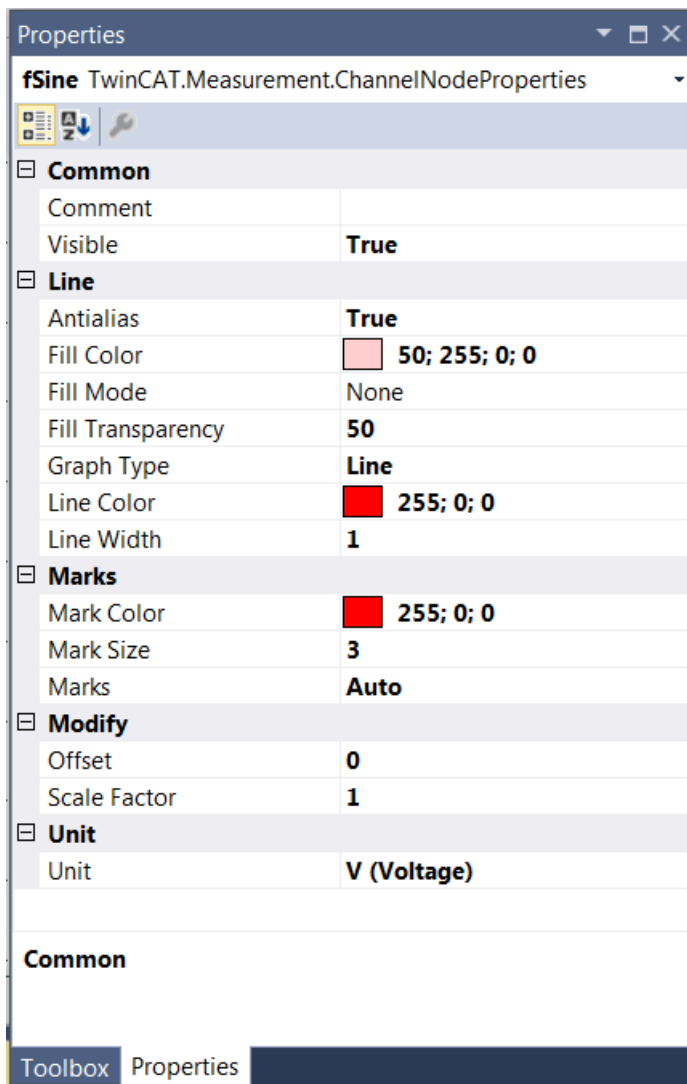 Properties
fSine TwinCAT.Measurement.ChannelNodeProperties
Common
Comment
Visible True
Line
Antialias True
Fill Color 50; 255; 0; 0
Fill Mode None
Fill Transparency 50
Graph Type Line
Line Color 255; 0; 0
Line Width 1
Marks
Mark Color 255; 0; 0
Mark Size 3
Marks Auto
Modify
Offset 0
Scale Factor 1
Unit
Unit V (Voltage)
Common
Toolbox Properties